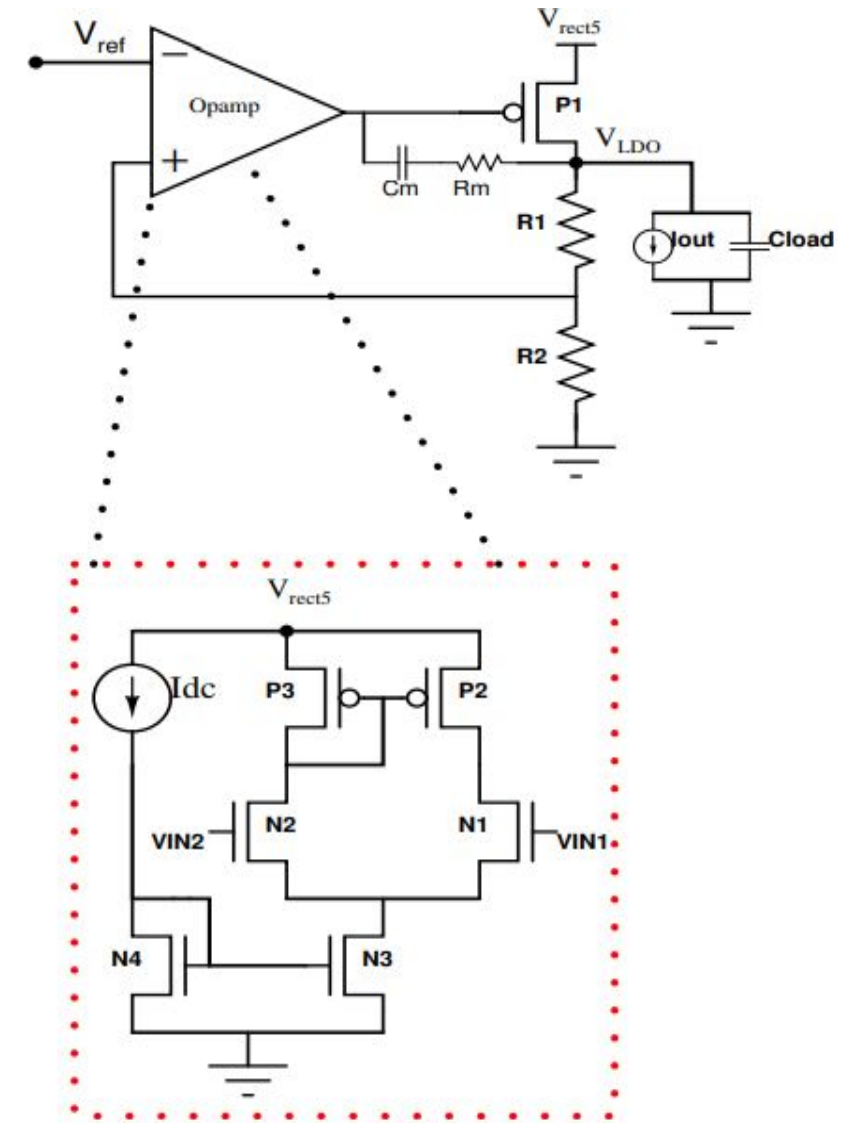 Vref
Vrect5
−
Opamp
+
P1
VLDO
Cm
Rm
R1
Iout
Cload
R2
Vrect5
Idc
P3
P2
VIN2
N2
N1
VIN1
N4
N3